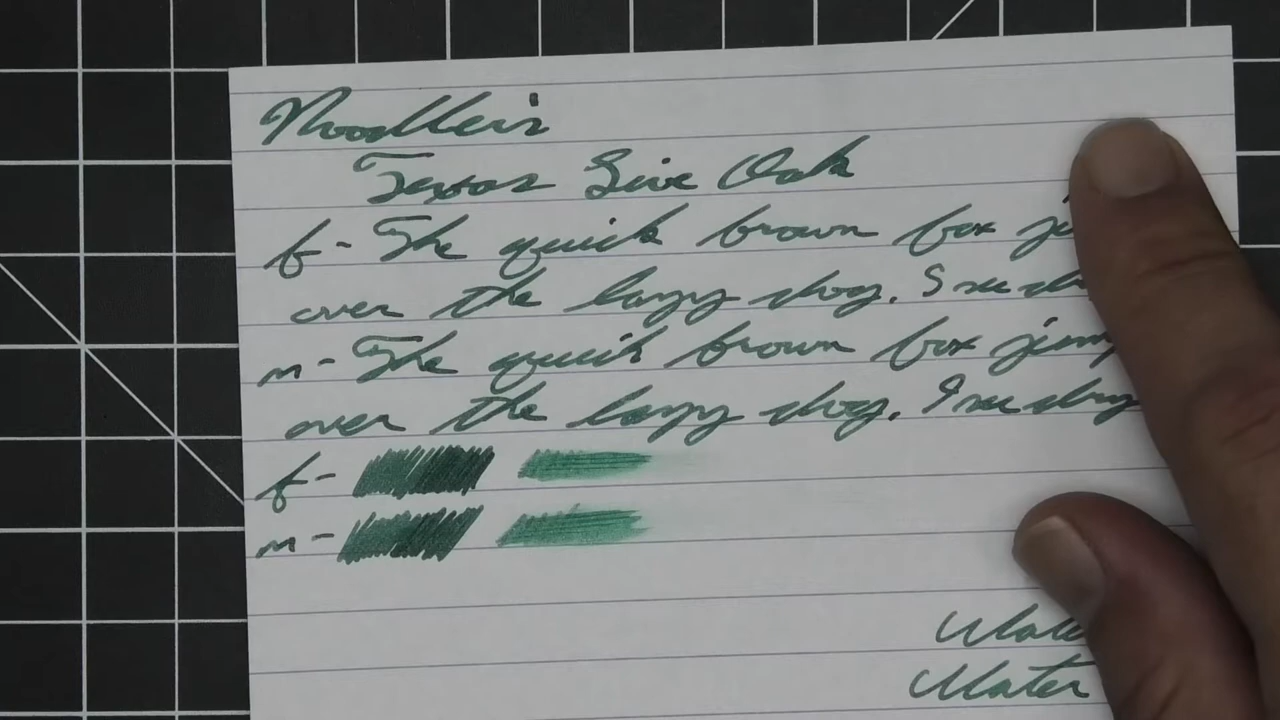 Noodler's
Texas Live Oak
f - The quick brown fox
over the lazy dog.
m - The quick brown fox
over the lazy dog.
f -
m -
Water